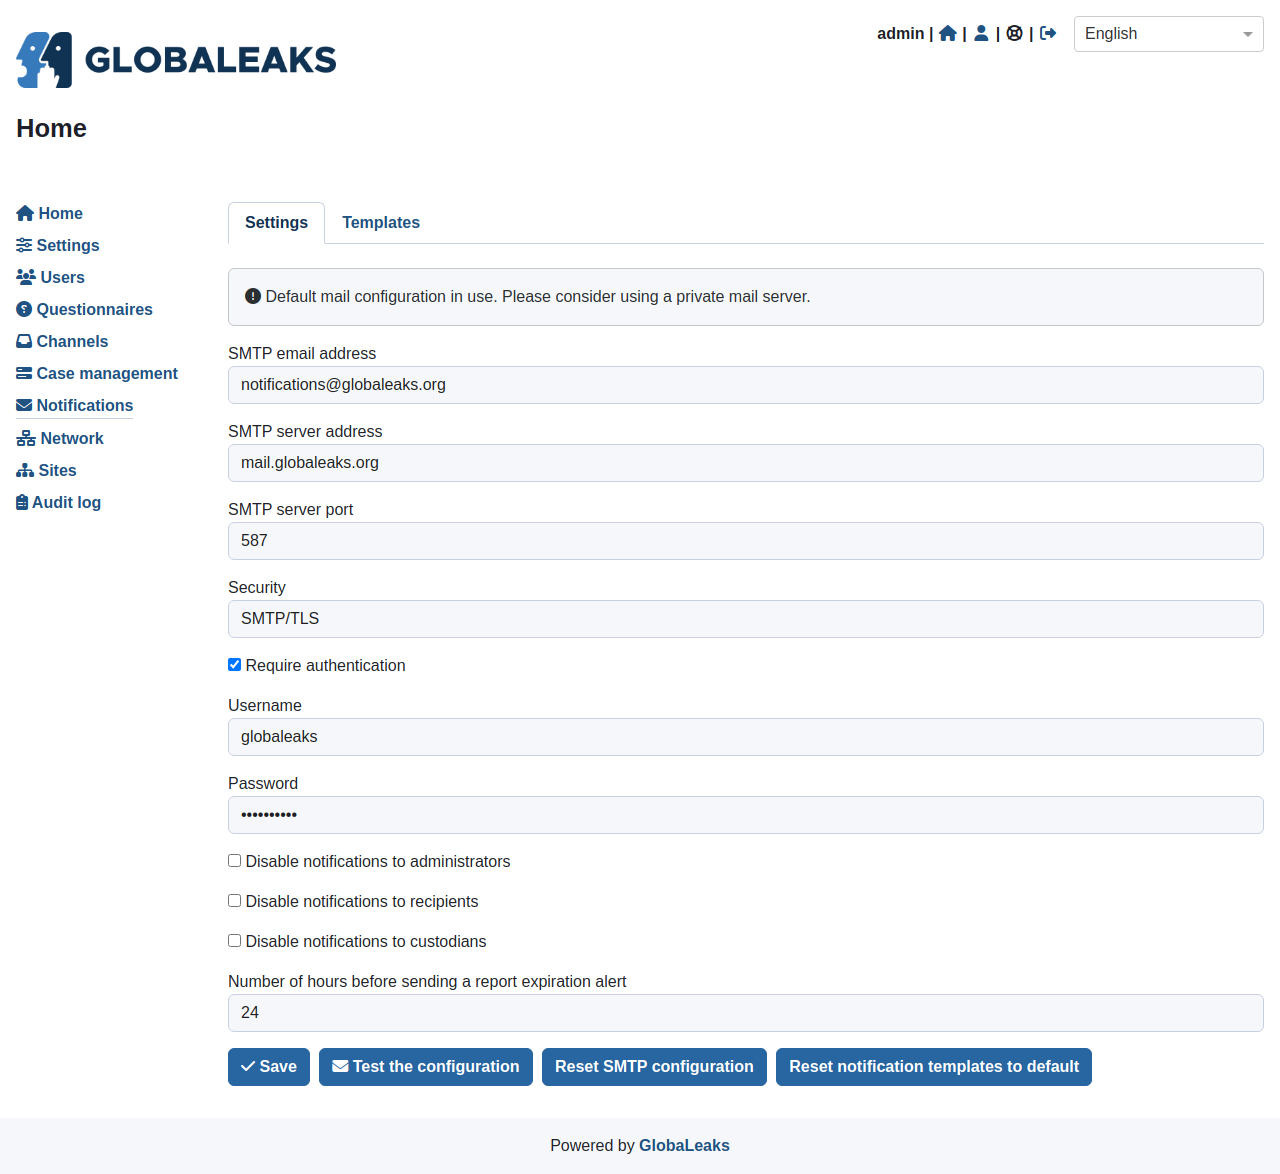 GLOBALEAKS
admin | | | |
English
Home
Home
Settings
Users
Questionnaires
Channels
Case management
Notifications
Network
Sites
Audit log
Settings
Templates
Default mail configuration in use. Please consider using a private mail server.
SMTP email address
notifications@globaleaks.org
SMTP server address
mail.globaleaks.org
SMTP server port
587
Security
SMTP/TLS
Require authentication
Username
globaleaks
Password
••••••••••
Disable notifications to administrators
Disable notifications to recipients
Disable notifications to custodians
Number of hours before sending a report expiration alert
24
Save
Test the configuration
Reset SMTP configuration
Reset notification templates to default
Powered by GlobaLeaks